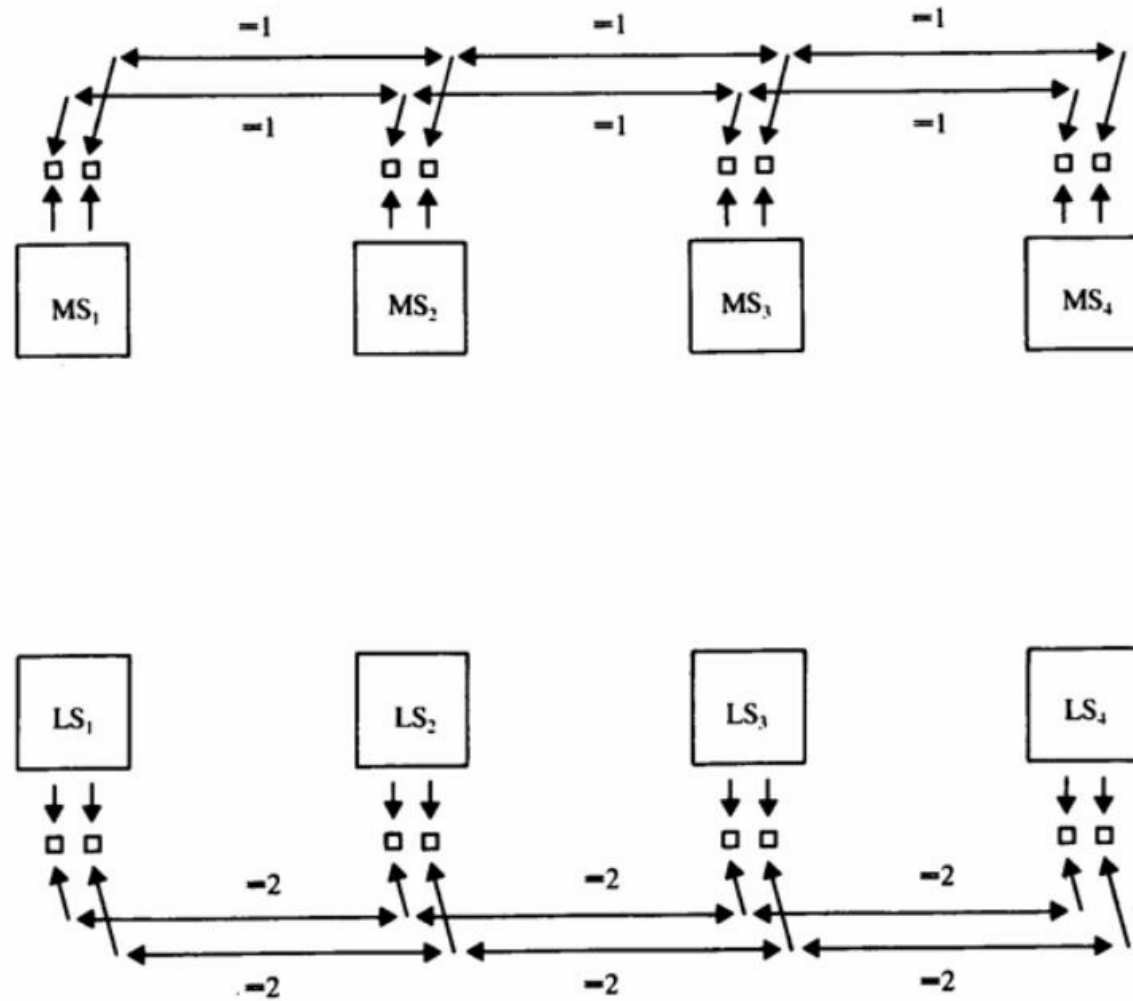 =1 =1 =1
=1 =1 =1
MS₁ MS₂ MS₃ MS₄
LS₁ LS₂ LS₃ LS₄
=2 =2 =2
=2 =2 =2